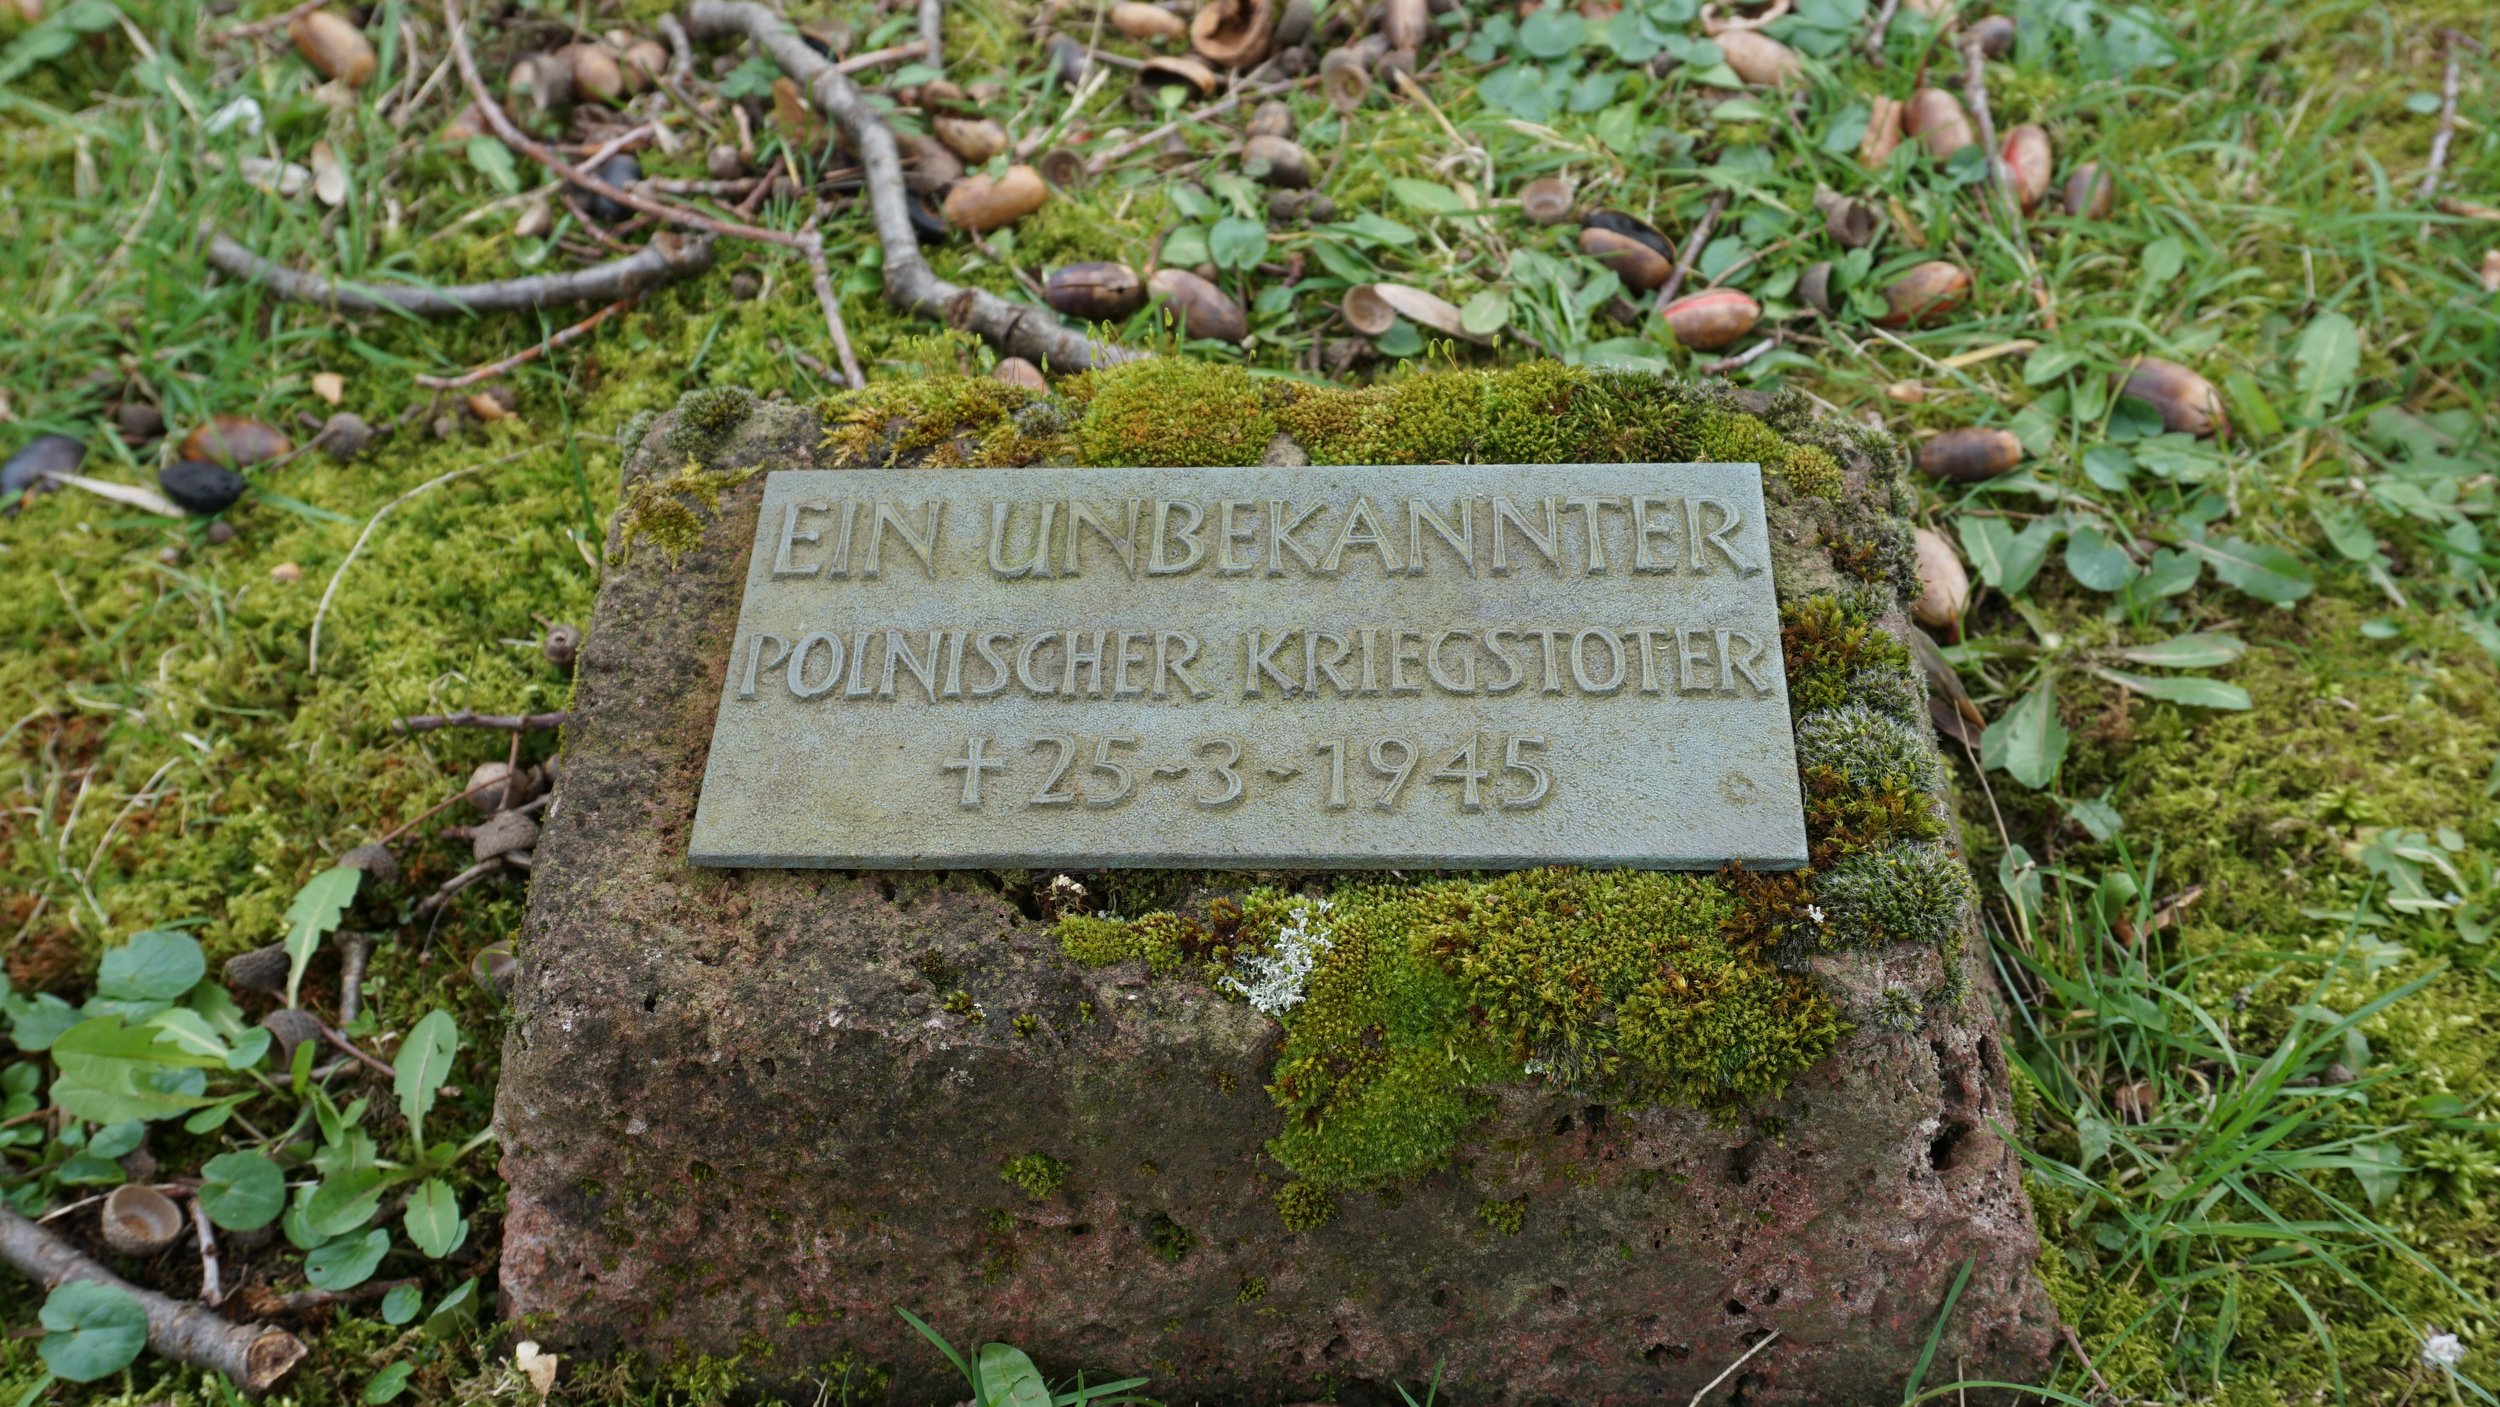 EIN UNBEKANNTER
POLNISCHER KRIEGSTOTER
† 25~3~1945